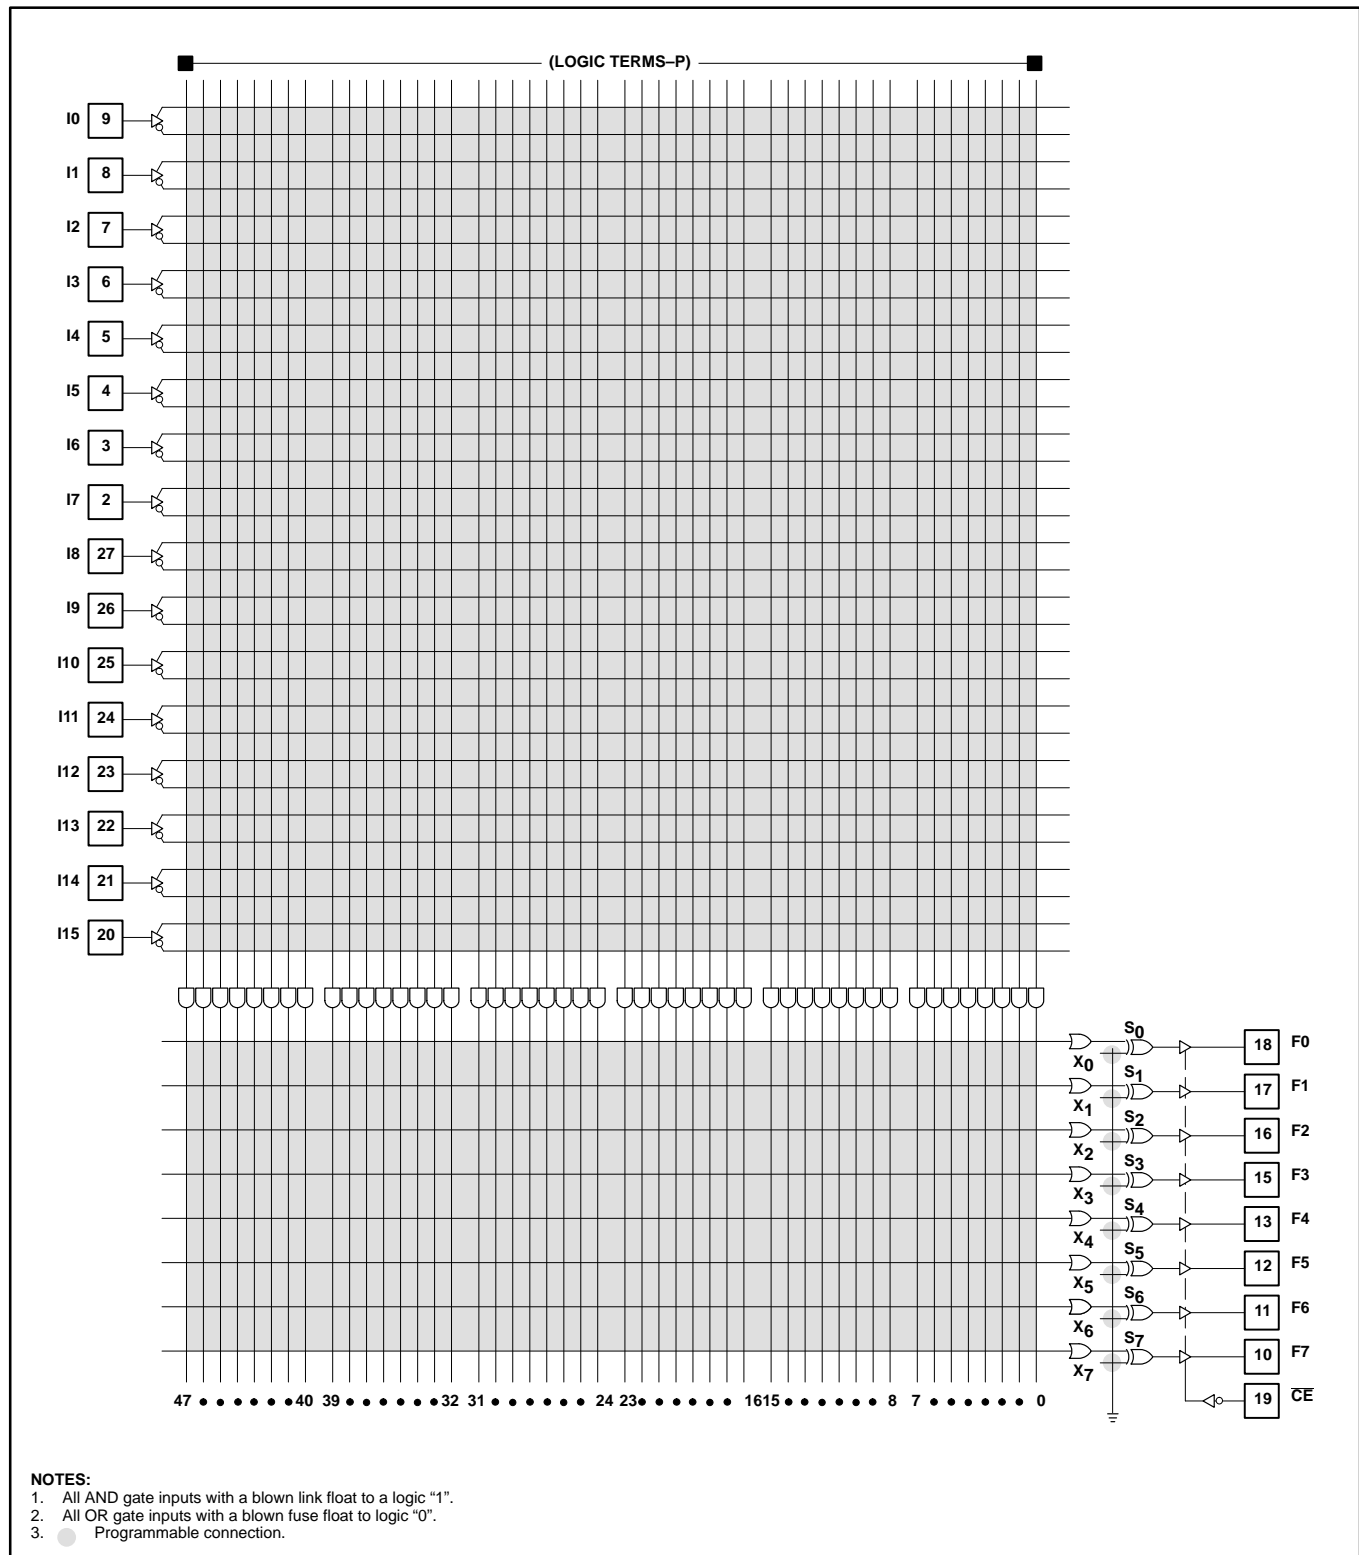 (LOGIC TERMS–P)
I0 9
I1 8
I2 7
I3 6
I4 5
I5 4
I6 3
I7 2
I8 27
I9 26
I10 25
I11 24
I12 23
I13 22
I14 21
I15 20
S0
X0
18 F0
S1
X1
17 F1
S2
X2
16 F2
S3
X3
15 F3
S4
X4
13 F4
S5
X5
12 F5
S6
X6
11 F6
S7
X7
10 F7
19 C̅E̅
47 40 39 32 31 24 23 16 15 8 7 0
NOTES:
1. All AND gate inputs with a blown link float to a logic “1”.
2. All OR gate inputs with a blown fuse float to logic “0”.
3. Programmable connection.